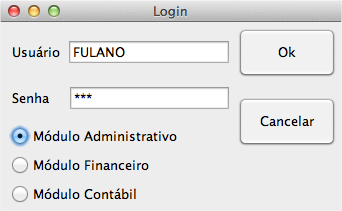 Login
Usuário FULANO Ok
Senha ***
Cancelar
Módulo Administrativo
Módulo Financeiro
Módulo Contábil